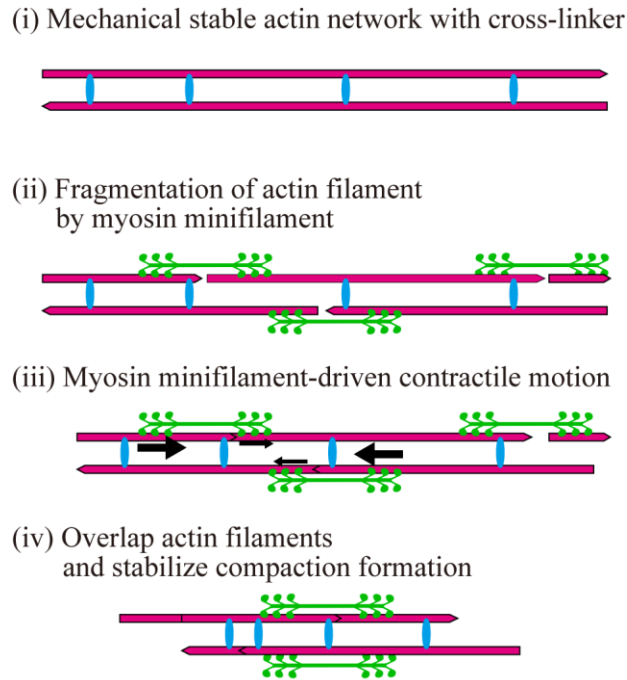 (i) Mechanical stable actin network with cross-linker
(ii) Fragmentation of actin filament
by myosin minifilament
(iii) Myosin minifilament-driven contractile motion
(iv) Overlap actin filaments
and stabilize compaction formation